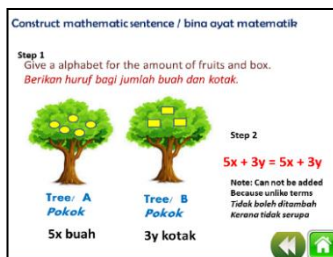 Construct mathematic sentence / bina ayat matematik
Step 1
Give a alphabet for the amount of fruits and box.
Berikan huruf bagi jumlah buah dan kotak.
Tree/ A
Pokok
5x buah
Tree/ B
Pokok
3y kotak
Step 2
5x + 3y = 5x + 3y
Note: Can not be added
Because unlike terms
Tidak boleh ditambah
Kerana tidak serupa